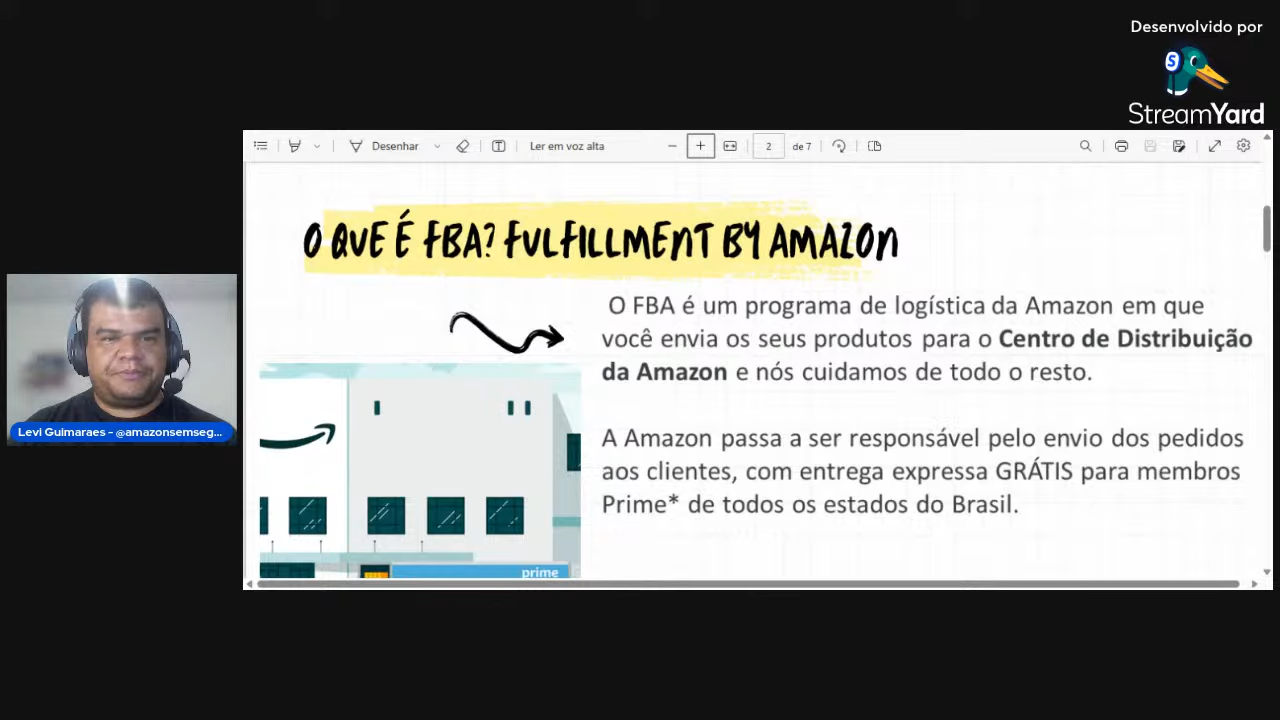 Desenvolvido por
StreamYard
Desenhar
Ler em voz alta
2
de 7
O QUE É FBA? FULFILLMENT BY AMAZON
O FBA é um programa de logística da Amazon em que
você envia os seus produtos para o Centro de Distribuição
da Amazon e nós cuidamos de todo o resto.
A Amazon passa a ser responsável pelo envio dos pedidos
aos clientes, com entrega expressa GRÁTIS para membros
Prime* de todos os estados do Brasil.
prime
Levi Guimaraes - @amazonsemseg...